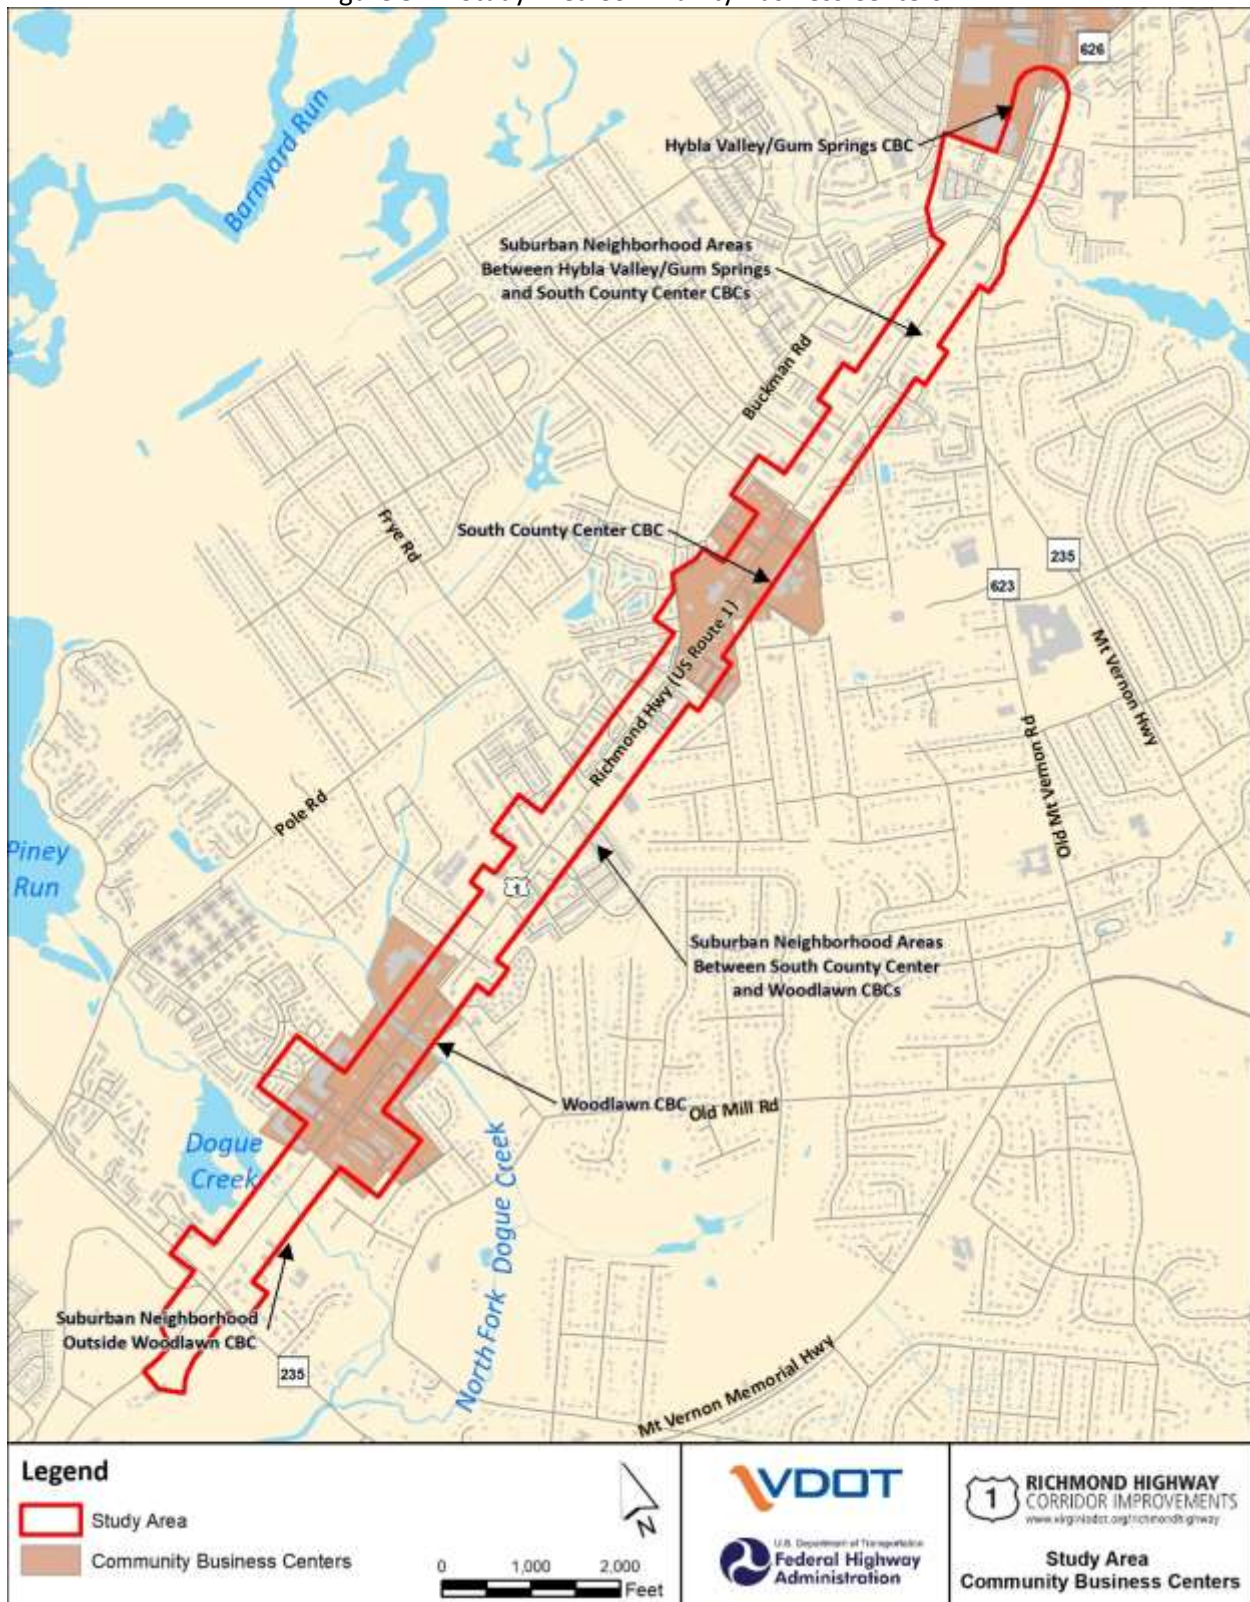 626
Barnyard Run
Hybla Valley/Gum Springs CBC
Suburban Neighborhood Areas
Between Hybla Valley/Gum Springs
and South County Center CBCs
Buckman Rd
Frye Rd
South County Center CBC
235
623
Mt Vernon Hwy
Richmond Hwy (US Route 1)
Old Mt Vernon Rd
Pole Rd
Piney
Run
1
Suburban Neighborhood Areas
Between South County Center
and Woodlawn CBCs
Woodlawn CBC
Old Mill Rd
Dogue
Creek
North Fork Dogue Creek
Suburban Neighborhood
Outside Woodlawn CBC
235
Mt Vernon Memorial Hwy
Legend
Study Area
Community Business Centers
N
0 1,000 2,000
Feet
VDOT
U.S. Department of Transportation
Federal Highway
Administration
1
RICHMOND HIGHWAY
CORRIDOR IMPROVEMENTS
www.virginiadot.org/richmondhighway
Study Area
Community Business Centers